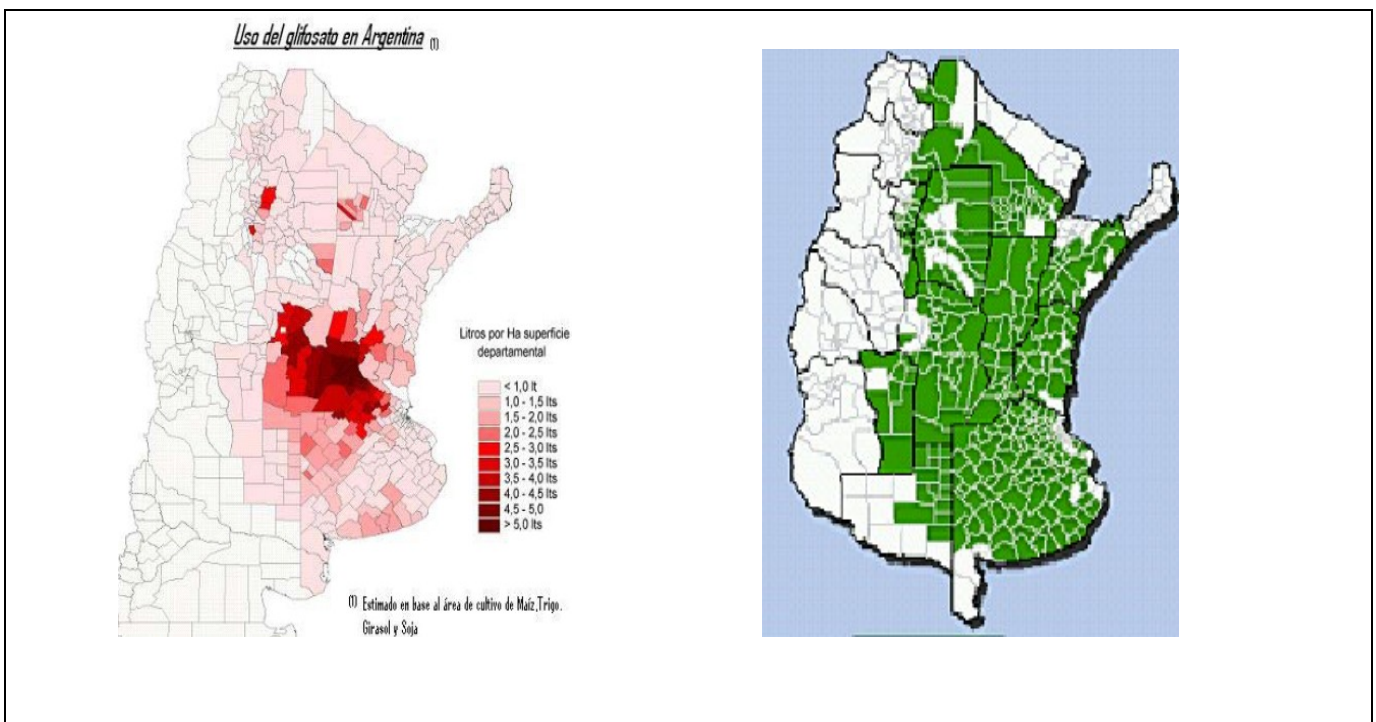 Uso del glifosato en Argentina (1)
Litros por Ha superficie
departamental
< 1,0 lt
1,0 - 1,5 lts
1,5 - 2,0 lts
2,0 - 2,5 lts
2,5 - 3,0 lts
3,0 - 3,5 lts
3,5 - 4,0 lts
4,0 - 4,5 lts
4,5 - 5,0
> 5,0 lts
(1) Estimado en base al área de cultivo de Maíz,Trigo.
Girasol y Soja